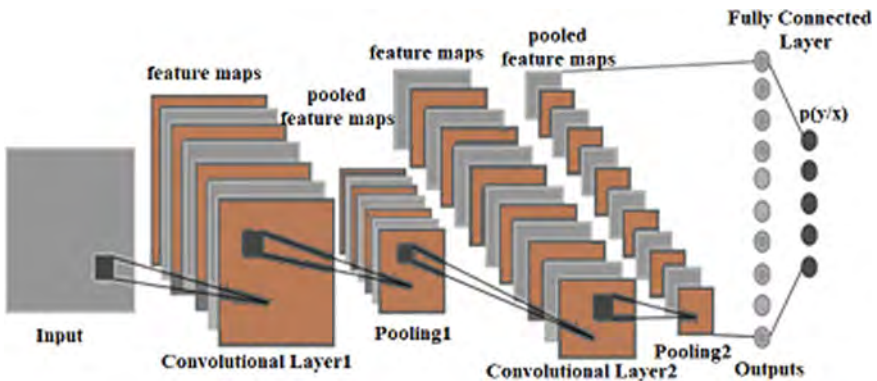 Fully Connected
Layer
pooled
feature maps
feature maps
feature maps
pooled
feature maps
p(y/x)
Input
Convolutional Layer1
Pooling1
Convolutional Layer2
Pooling2
Outputs